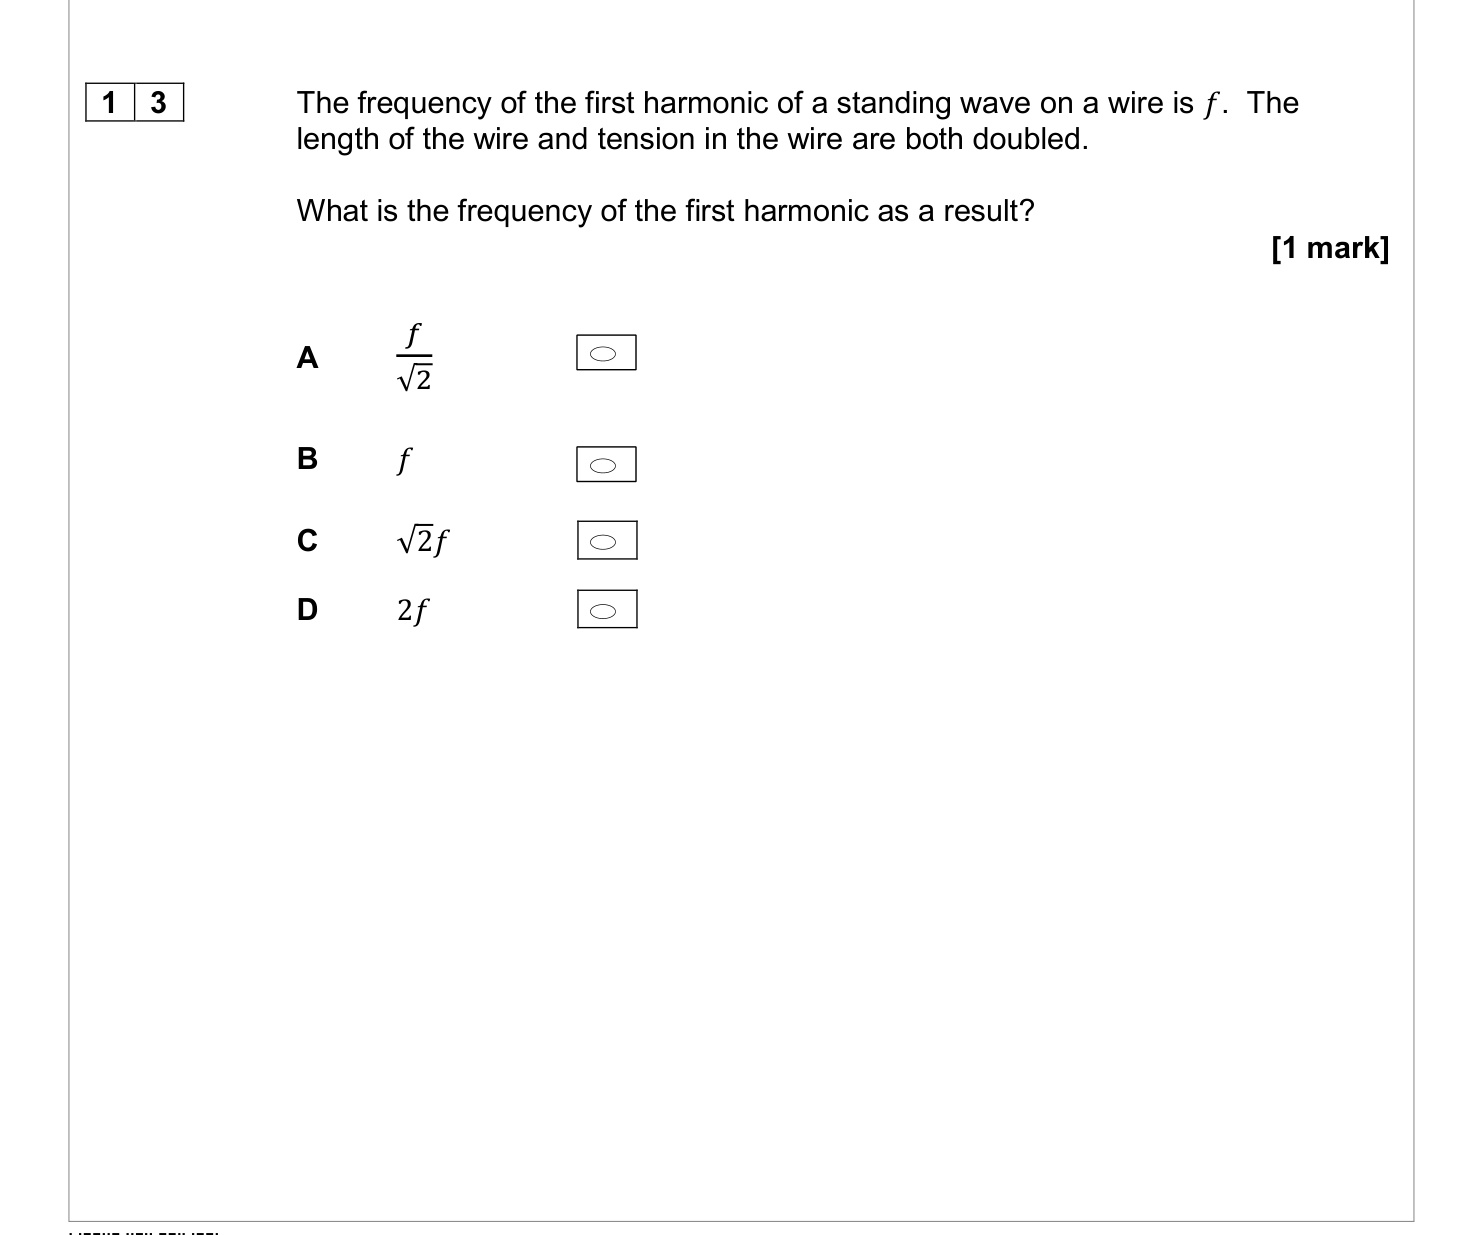 1 3
The frequency of the first harmonic of a standing wave on a wire is f. The
length of the wire and tension in the wire are both doubled.
What is the frequency of the first harmonic as a result?
[1 mark]
A f/√2
B f
C √2f
D 2f